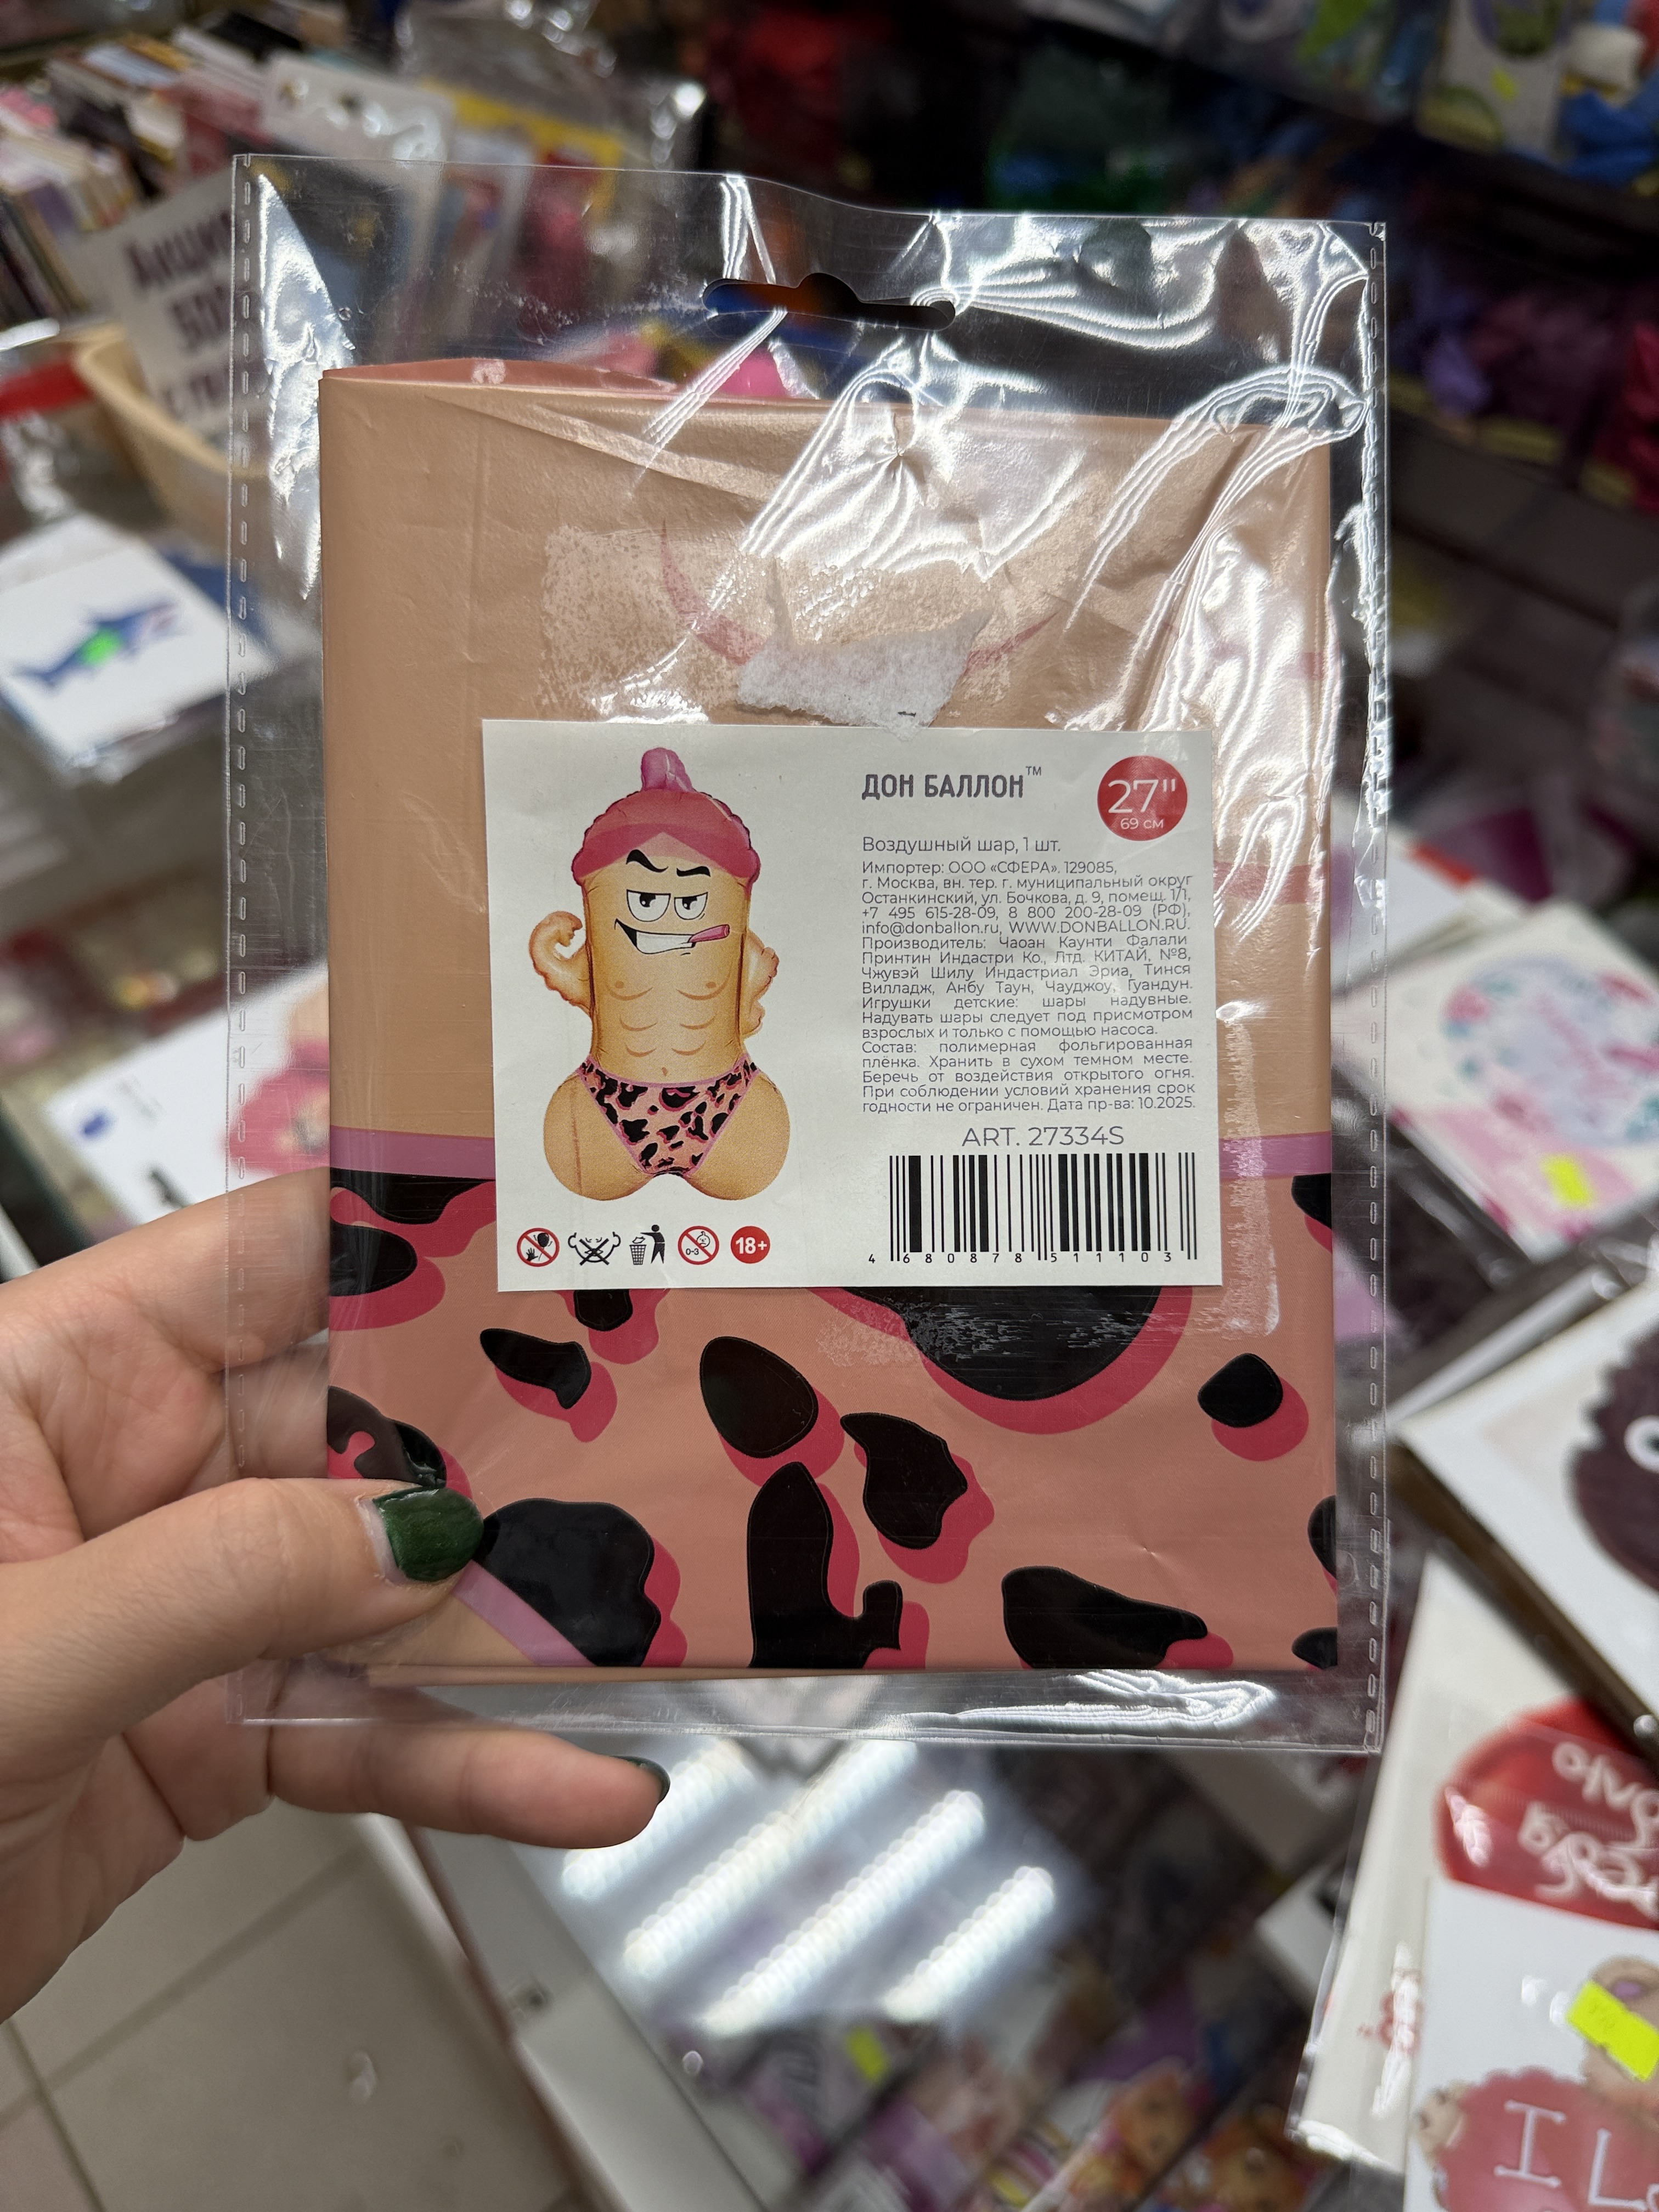 ДОН БАЛЛОН™
27"
69 см
Воздушный шар, 1 шт.
Импортер: ООО «СФЕРА». 129085,
г. Москва, вн. тер. г. муниципальный округ
Останкинский, ул. Бочкова, д. 9, помещ. 1/1,
+7 495 615-28-09, 8 800 200-28-09 (РФ),
info@donballon.ru, WWW.DONBALLON.RU.
Производитель: Чаоан Каунти Фалали
Принтин Индастри Ко., Лтд. КИТАЙ, №8,
Чжувэй Шилу Индастриал Эриа, Тинся
Вилладж, Анбу Таун, Чауджоу, Гуандун.
Игрушки детские: шары надувные.
Надувать шары следует под присмотром
взрослых и только с помощью насоса.
Состав: полимерная фольгированная
плёнка. Хранить в сухом темном месте.
Беречь от воздействия открытого огня.
При соблюдении условий хранения срок
годности не ограничен. Дата пр-ва: 10.2025.
ART. 27334S
4 680878 511103
0-3
18+
Акция
I L